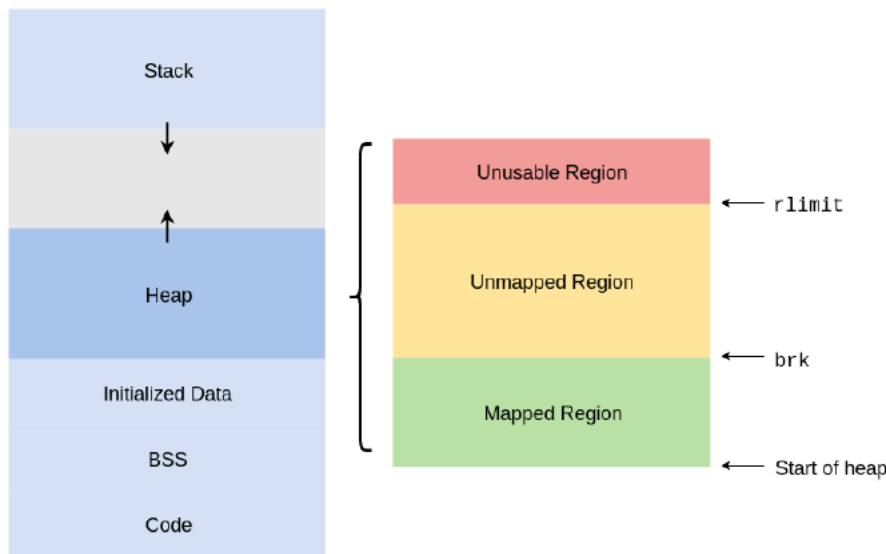 Stack
Heap
Initialized Data
BSS
Code
Unusable Region
Unmapped Region
Mapped Region
rlimit
brk
Start of heap